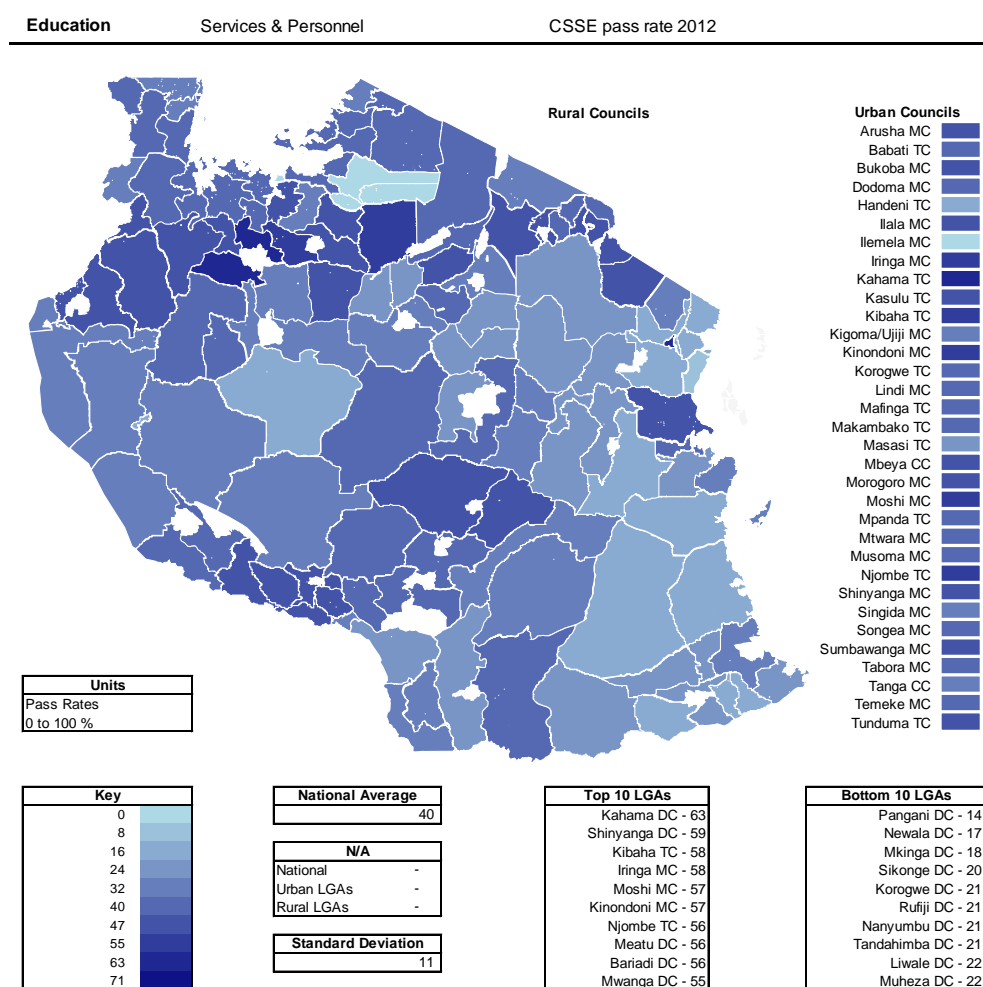 Education Services & Personnel CSSE pass rate 2012
Rural Councils
Urban Councils
Arusha MC
Babati TC
Bukoba MC
Dodoma MC
Handeni TC
Ilala MC
Ilemela MC
Iringa MC
Kahama TC
Kasulu TC
Kibaha TC
Kigoma/Ujiji MC
Kinondoni MC
Korogwe TC
Lindi MC
Mafinga TC
Makambako TC
Masasi TC
Mbeya CC
Morogoro MC
Moshi MC
Mpanda TC
Mtwara MC
Musoma MC
Njombe TC
Shinyanga MC
Singida MC
Songea MC
Sumbawanga MC
Tabora MC
Tanga CC
Temeke MC
Tunduma TC
Units
Pass Rates
0 to 100 %
Key
0
8
16
24
32
40
47
55
63
71
National Average
40
N/A
National -
Urban LGAs -
Rural LGAs -
Standard Deviation
11
Top 10 LGAs
Kahama DC - 63
Shinyanga DC - 59
Kibaha TC - 58
Iringa MC - 58
Moshi MC - 57
Kinondoni MC - 57
Njombe TC - 56
Meatu DC - 56
Bariadi DC - 56
Mwanga DC - 55
Bottom 10 LGAs
Pangani DC - 14
Newala DC - 17
Mkinga DC - 18
Sikonge DC - 20
Korogwe DC - 21
Rufiji DC - 21
Nanyumbu DC - 21
Tandahimba DC - 21
Liwale DC - 22
Muheza DC - 22